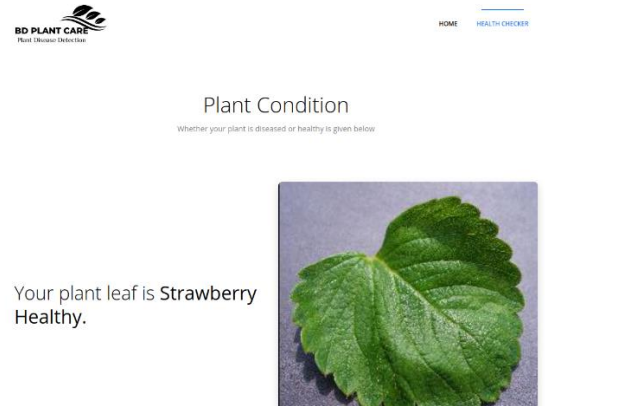 BD PLANT CARE
Plant Disease Detection
HOME
HEALTH CHECKER
Plant Condition
Whether your plant is diseased or healthy is given below
Your plant leaf is Strawberry
Healthy.